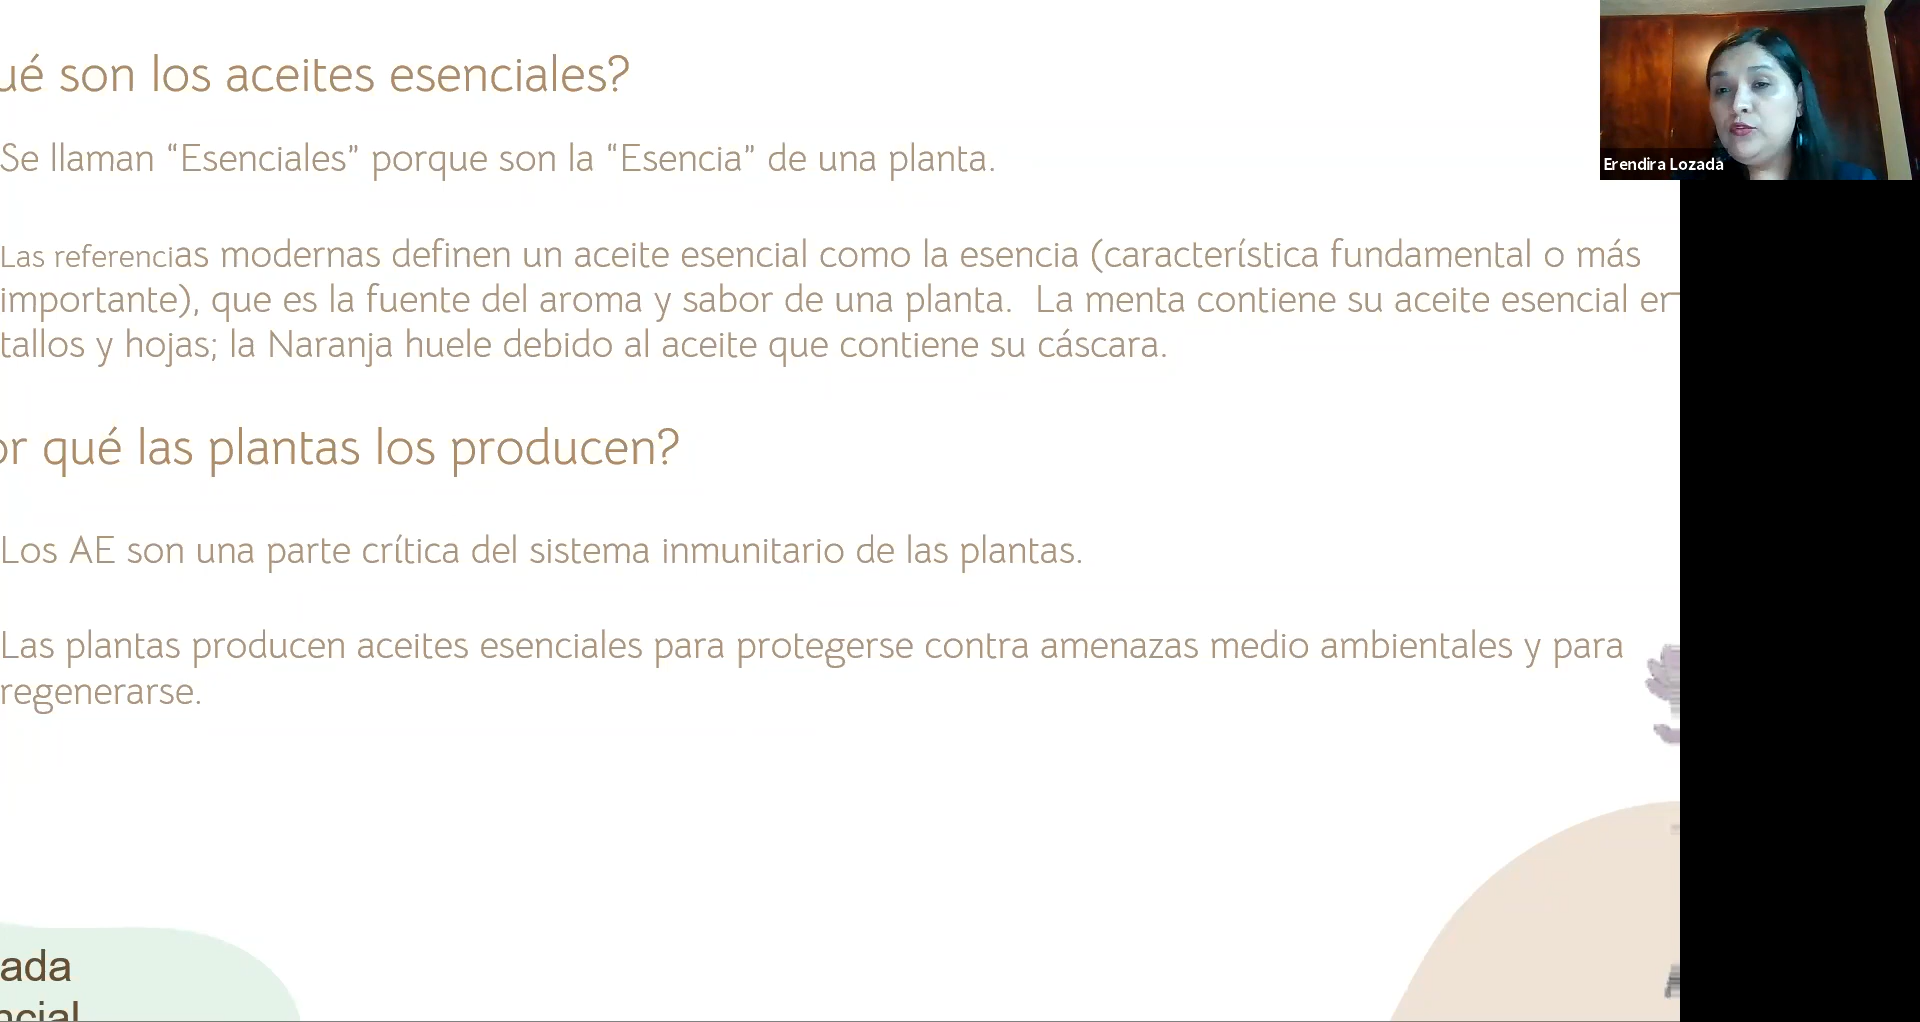 ué son los aceites esenciales?
Se llaman “Esenciales” porque son la “Esencia” de una planta.
Las referencias modernas definen un aceite esencial como la esencia (característica fundamental o más
importante), que es la fuente del aroma y sabor de una planta.  La menta contiene su aceite esencial en
tallos y hojas; la Naranja huele debido al aceite que contiene su cáscara.
or qué las plantas los producen?
Los AE son una parte crítica del sistema inmunitario de las plantas.
Las plantas producen aceites esenciales para protegerse contra amenazas medio ambientales y para
regenerarse.
ada
ncial
Erendira Lozada